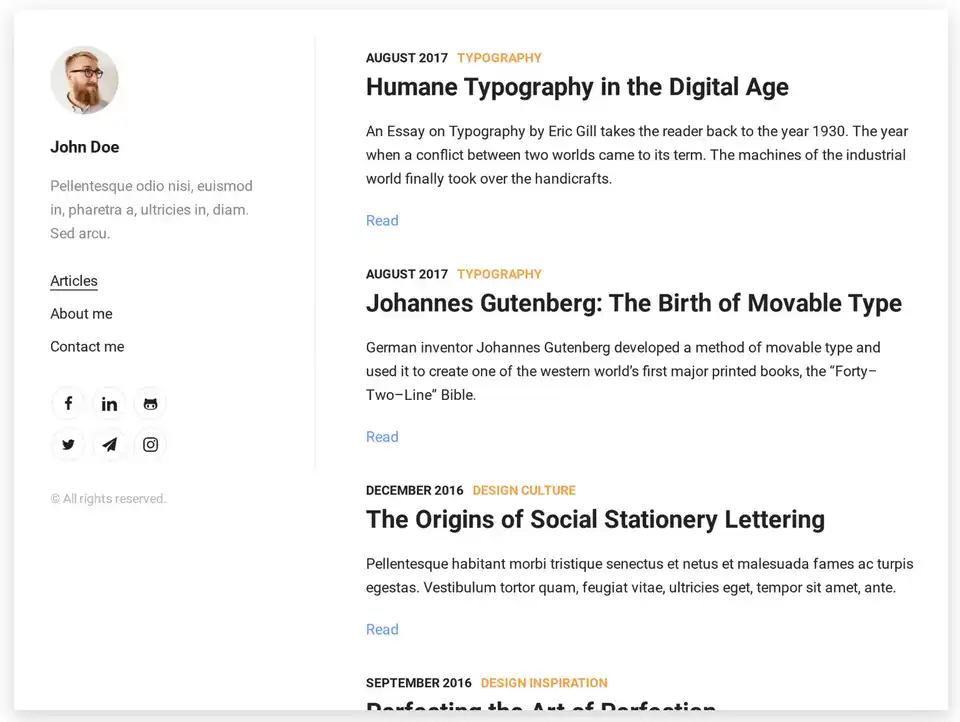 John Doe
Pellentesque odio nisi, euismod
in, pharetra a, ultricies in, diam.
Sed arcu.
Articles
About me
Contact me
© All rights reserved.
AUGUST 2017 TYPOGRAPHY
Humane Typography in the Digital Age
An Essay on Typography by Eric Gill takes the reader back to the year 1930. The year
when a conflict between two worlds came to its term. The machines of the industrial
world finally took over the handicrafts.
Read
AUGUST 2017 TYPOGRAPHY
Johannes Gutenberg: The Birth of Movable Type
German inventor Johannes Gutenberg developed a method of movable type and
used it to create one of the western world’s first major printed books, the “Forty–
Two–Line” Bible.
Read
DECEMBER 2016 DESIGN CULTURE
The Origins of Social Stationery Lettering
Pellentesque habitant morbi tristique senectus et netus et malesuada fames ac turpis
egestas. Vestibulum tortor quam, feugiat vitae, ultricies eget, tempor sit amet, ante.
Read
SEPTEMBER 2016 DESIGN INSPIRATION
Perfecting the Art of Perfection